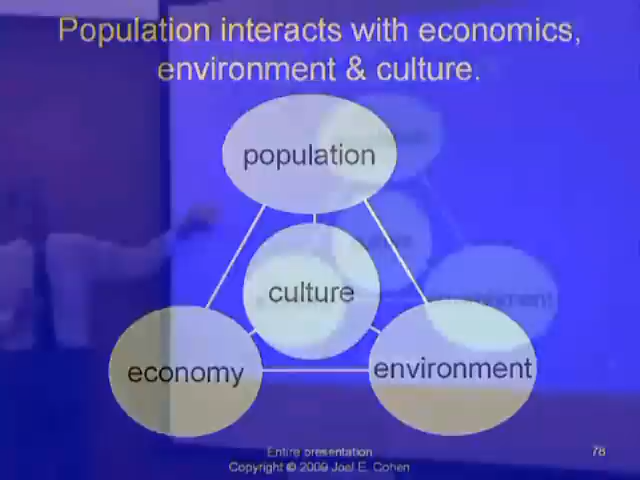 Population interacts with economics,
environment & culture.
population
culture
economy
environment
Entire presentation
78
Copyright © 2009 Joel E. Cohen